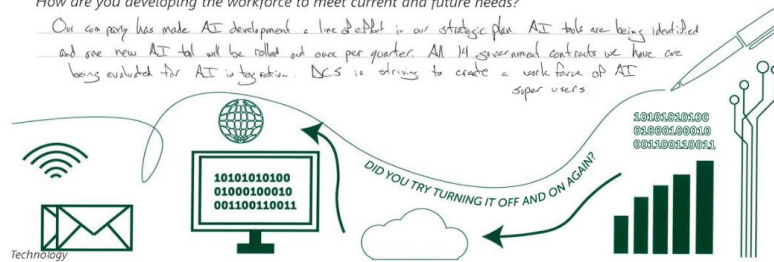 How are you developing the workforce to meet current and future needs?
Our company has made AI development a line of effort in our strategic plan. AI tools are being identified
and one new AI tool will be rolled out once per quarter. All 14 government contracts we have are
being evaluated for AI integration. DCS is striving to create a work force of AI
super users.
10101010100
01000100010
001100110011
10101010100
01000100010
001100110011
DID YOU TRY TURNING IT OFF AND ON AGAIN?
Technology